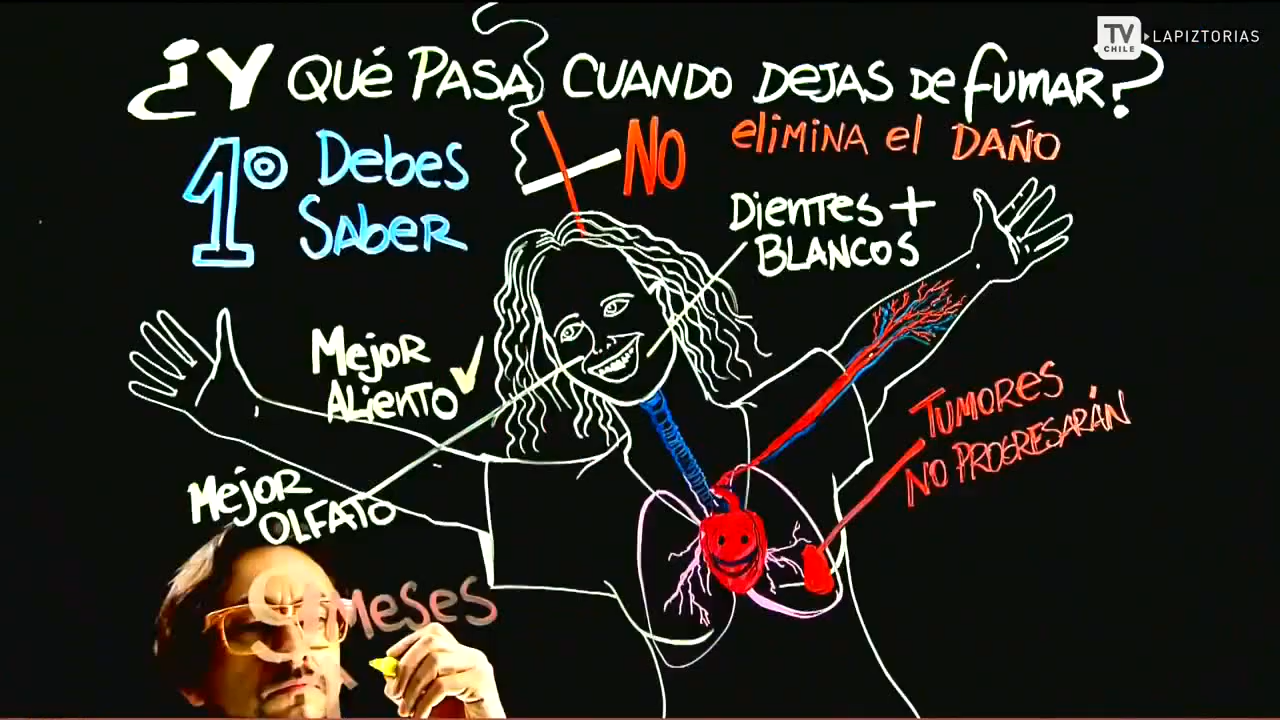 TV CHILE LAPIZTORIAS
¿Y QUÉ PASA CUANDO DEJAS DE FUMAR?
1º Debes Saber
NO elimina el DAÑO
Dientes + BLANCOS
Mejor ALiento
TUMORES NO PROGRESARÁN
Mejor OLFATO
9 MESES